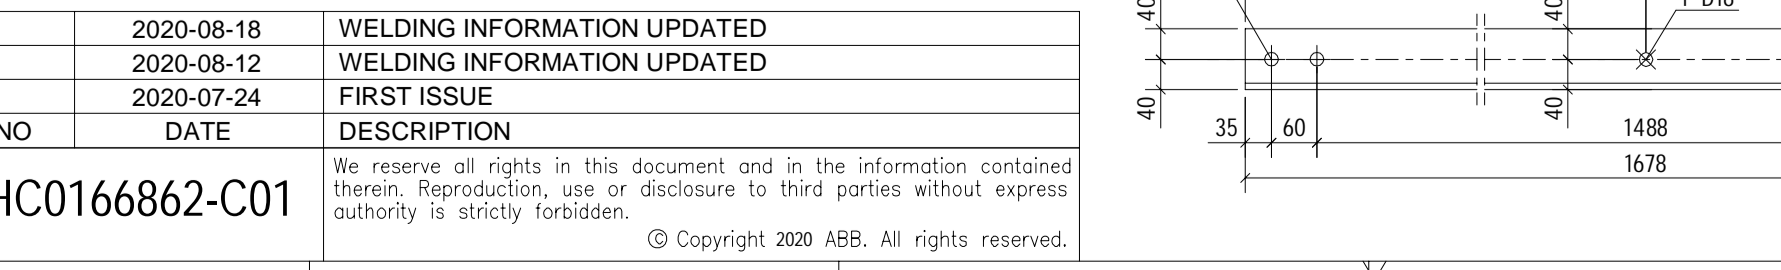 2020-08-18 WELDING INFORMATION UPDATED
2020-08-12 WELDING INFORMATION UPDATED
2020-07-24 FIRST ISSUE
NO DATE DESCRIPTION
HC0166862-C01
We reserve all rights in this document and in the information contained
therein. Reproduction, use or disclosure to third parties without express
authority is strictly forbidden.
© Copyright 2020 ABB. All rights reserved.
40
40
40
40
35 60 1488
1678